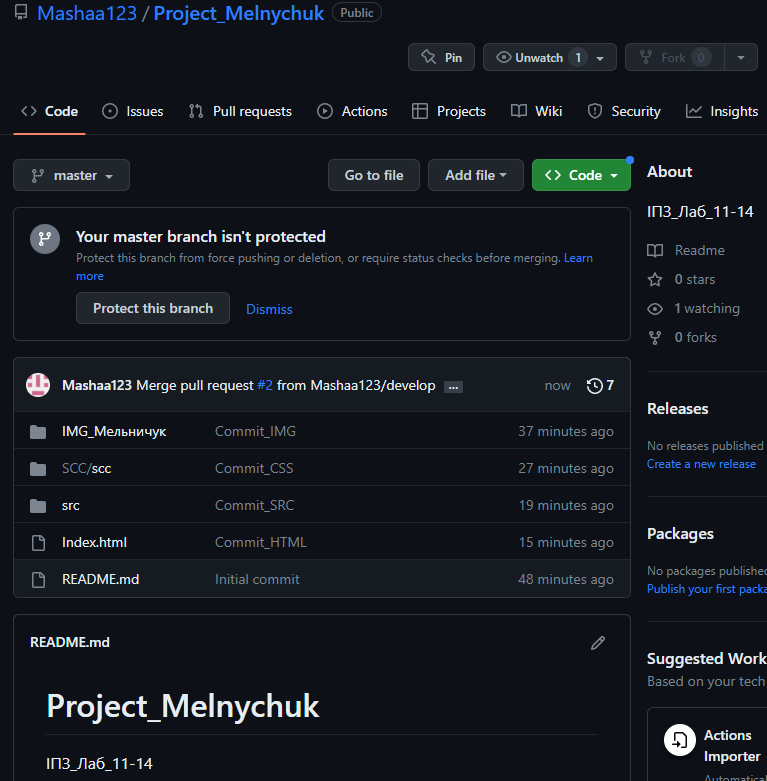 Mashaa123 / Project_Melnychuk Public
Pin Unwatch 1 Fork 0
Code Issues Pull requests Actions Projects Wiki Security Insights
master Go to file Add file Code
Your master branch isn't protected
Protect this branch from force pushing or deletion, or require status checks before merging. Learn
more
Protect this branch Dismiss
Mashaa123 Merge pull request #2 from Mashaa123/develop ... now 7
IMG_Мельничук Commit_IMG 37 minutes ago
SCC/scc Commit_CSS 27 minutes ago
src Commit_SRC 19 minutes ago
Index.html Commit_HTML 15 minutes ago
README.md Initial commit 48 minutes ago
README.md
Project_Melnychuk
ІПЗ_Лаб_11-14
About
ІПЗ_Лаб_11-14
Readme
0 stars
1 watching
0 forks
Releases
No releases published
Create a new release
Packages
No packages published
Publish your first packa
Suggested Work
Based on your tech
Actions
Importer
Automatical